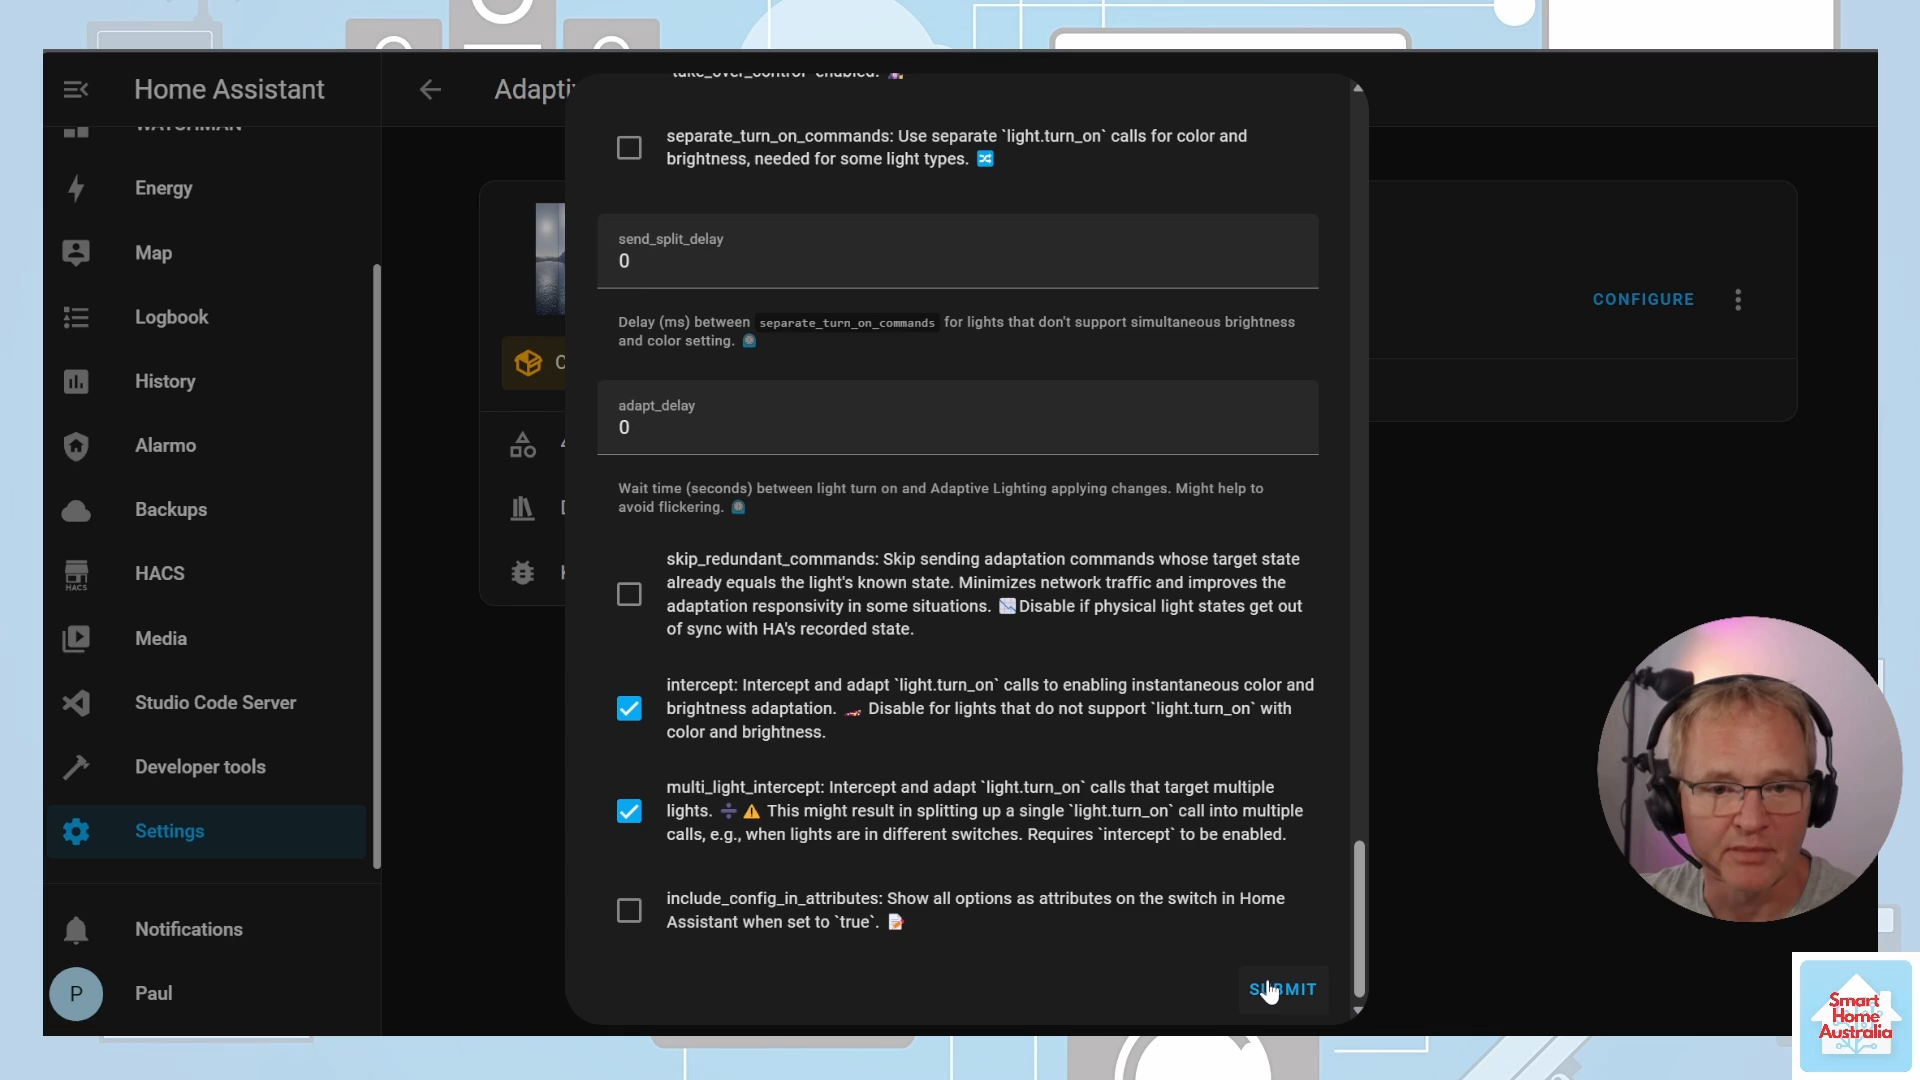 Home Assistant
Adapti
WATCHMAN
Energy
Map
Logbook
History
Alarmo
Backups
HACS
HACS
Media
Studio Code Server
Developer tools
Settings
Notifications
P
Paul
take_over_control` enabled.
separate_turn_on_commands: Use separate `light.turn_on` calls for color and
brightness, needed for some light types.
send_split_delay
0
Delay (ms) between separate_turn_on_commands for lights that don't support simultaneous brightness
and color setting.
adapt_delay
0
Wait time (seconds) between light turn on and Adaptive Lighting applying changes. Might help to
avoid flickering.
skip_redundant_commands: Skip sending adaptation commands whose target state
already equals the light's known state. Minimizes network traffic and improves the
adaptation responsivity in some situations. Disable if physical light states get out
of sync with HA's recorded state.
intercept: Intercept and adapt `light.turn_on` calls to enabling instantaneous color and
brightness adaptation. Disable for lights that do not support `light.turn_on` with
color and brightness.
multi_light_intercept: Intercept and adapt `light.turn_on` calls that target multiple
lights. ➗ ⚠️ This might result in splitting up a single `light.turn_on` call into multiple
calls, e.g., when lights are in different switches. Requires `intercept` to be enabled.
include_config_in_attributes: Show all options as attributes on the switch in Home
Assistant when set to `true`.
SUBMIT
CONFIGURE
Smart
Home
Australia